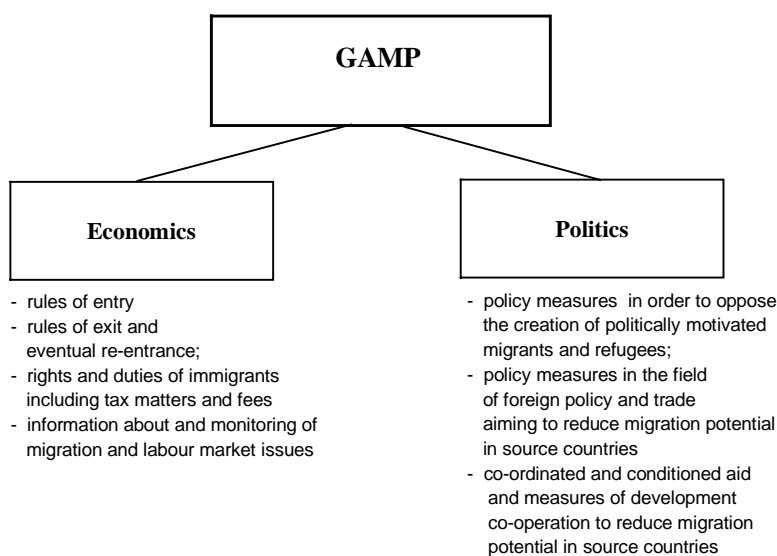 GAMP
Economics
- rules of entry
- rules of exit and
eventual re-entrance;
- rights and duties of immigrants
including tax matters and fees
- information about and monitoring of
migration and labour market issues
Politics
- policy measures in order to oppose
the creation of politically motivated
migrants and refugees;
- policy measures in the field
of foreign policy and trade
aiming to reduce migration potential
in source countries
- co-ordinated and conditioned aid
and measures of development
co-operation to reduce migration
potential in source countries